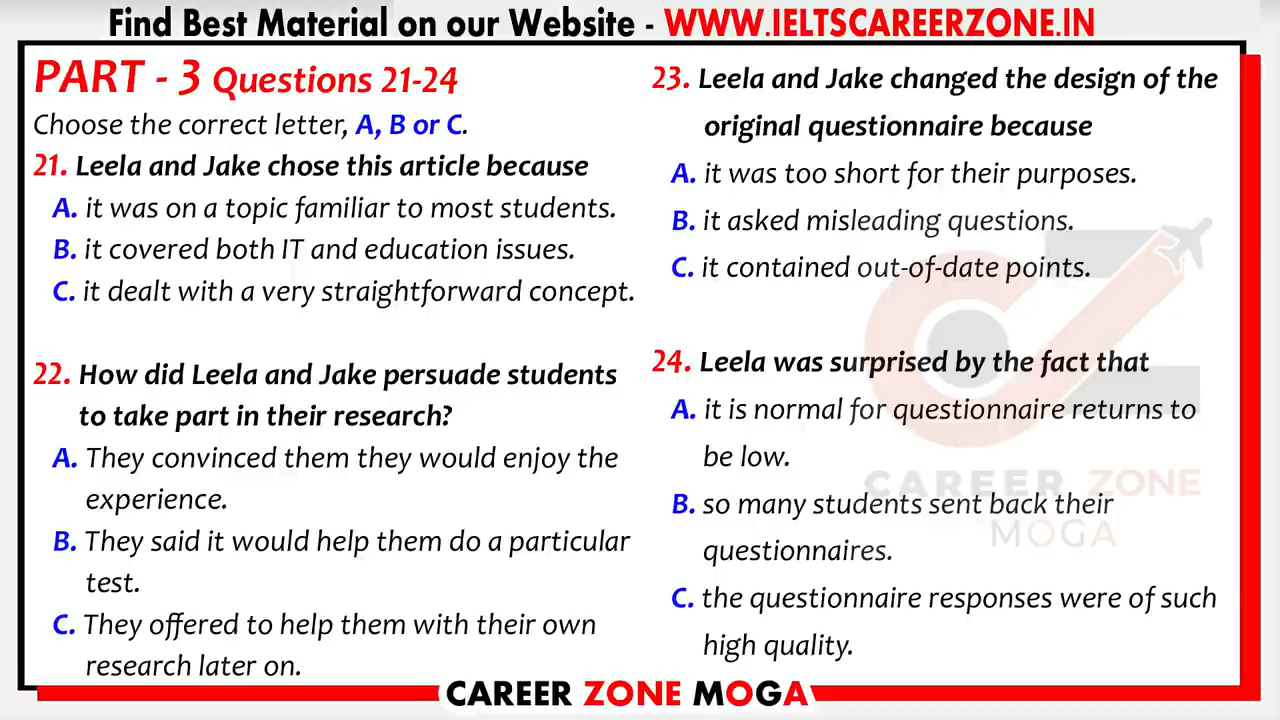 Find Best Material on our Website - WWW.IELTSCAREERZONE.IN
PART - 3 Questions 21-24
Choose the correct letter, A, B or C.
21. Leela and Jake chose this article because
A. it was on a topic familiar to most students.
B. it covered both IT and education issues.
C. it dealt with a very straightforward concept.
22. How did Leela and Jake persuade students
to take part in their research?
A. They convinced them they would enjoy the
experience.
B. They said it would help them do a particular
test.
C. They offered to help them with their own
research later on.
23. Leela and Jake changed the design of the
original questionnaire because
A. it was too short for their purposes.
B. it asked misleading questions.
C. it contained out-of-date points.
24. Leela was surprised by the fact that
A. it is normal for questionnaire returns to
be low.
B. so many students sent back their
questionnaires.
C. the questionnaire responses were of such
high quality.
CAREER ZONE
MOGA
CAREER ZONE MOGA